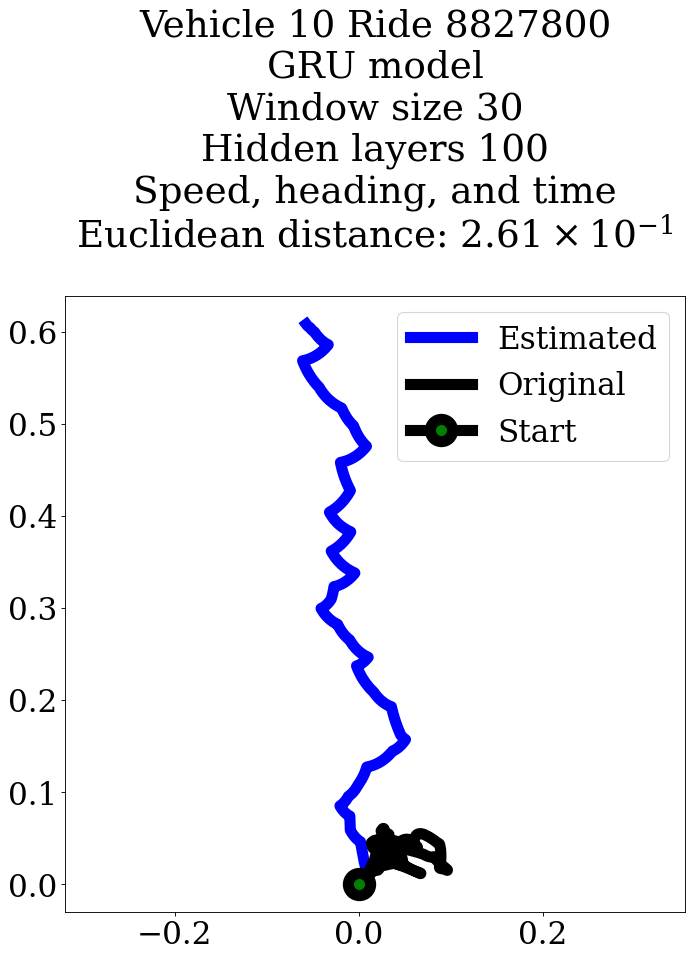 Vehicle 10 Ride 8827800
GRU model
Window size 30
Hidden layers 100
Speed, heading, and time
Euclidean distance: 2.61 × 10⁻¹
Estimated
Original
Start
0.6
0.5
0.4
0.3
0.2
0.1
0.0
−0.2 0.0 0.2